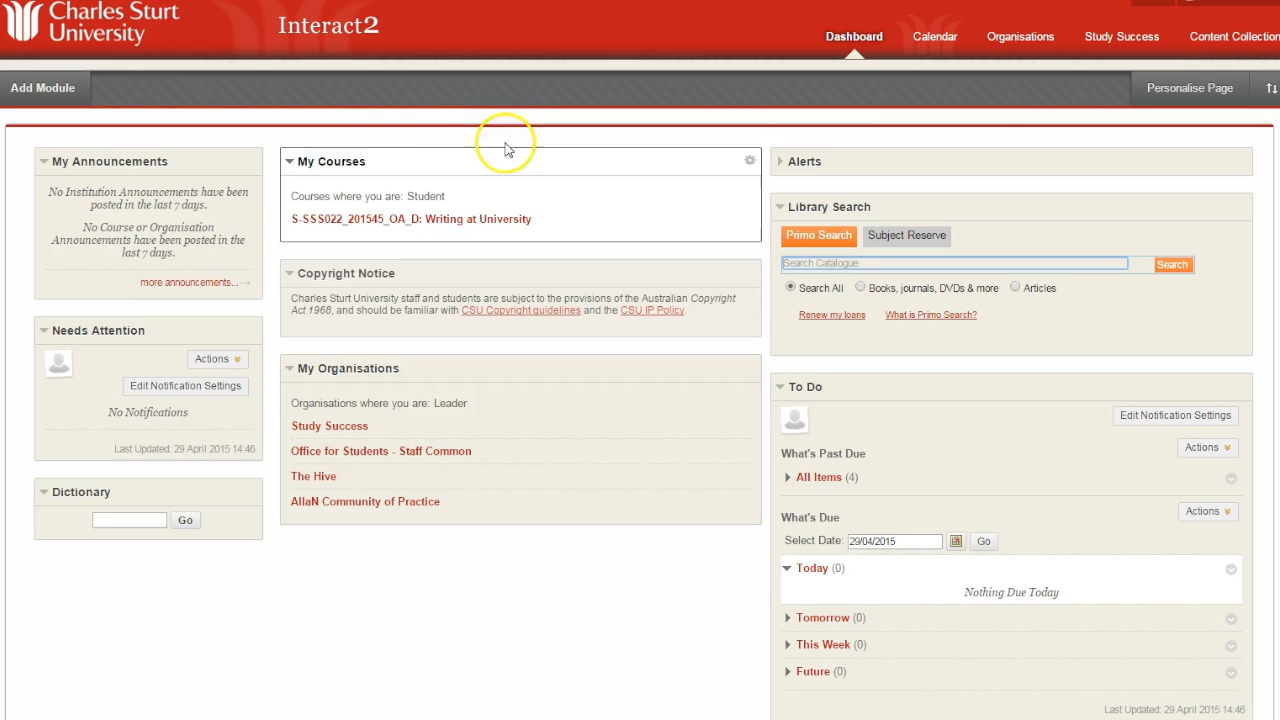 Charles Sturt
University
Interact2
Dashboard
Calendar
Organisations
Study Success
Content Collection
Add Module
Personalise Page
My Announcements
No Institution Announcements have been
posted in the last 7 days.
No Course or Organisation
Announcements have been posted in the
last 7 days.
more announcements...→
Needs Attention
Actions
Edit Notification Settings
No Notifications
Last Updated: 29 April 2015 14:46
Dictionary
Go
My Courses
Courses where you are: Student
S-SSS022_201545_OA_D: Writing at University
Copyright Notice
Charles Sturt University staff and students are subject to the provisions of the Australian Copyright
Act 1968, and should be familiar with CSU Copyright guidelines and the CSU IP Policy.
My Organisations
Organisations where you are: Leader
Study Success
Office for Students - Staff Common
The Hive
AllaN Community of Practice
Alerts
Library Search
Primo Search
Subject Reserve
Search Catalogue
Search
Search All
Books, journals, DVDs & more
Articles
Renew my loans
What is Primo Search?
To Do
Edit Notification Settings
Actions
What's Past Due
All Items (4)
Actions
What's Due
Select Date: 29/04/2015
Go
Today (0)
Nothing Due Today
Tomorrow (0)
This Week (0)
Future (0)
Last Updated: 29 April 2015 14:46